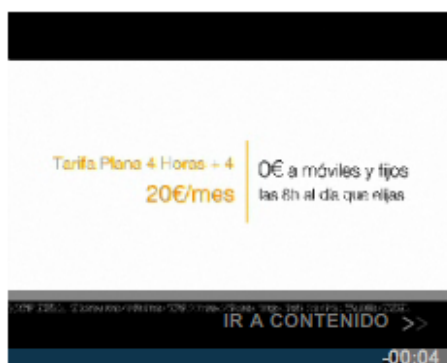 Tarifa Plana 4 Horas + 4
20€/mes
0€ a móviles y fijos
las 8h al día que elijas
IR A CONTENIDO >>
-00:04